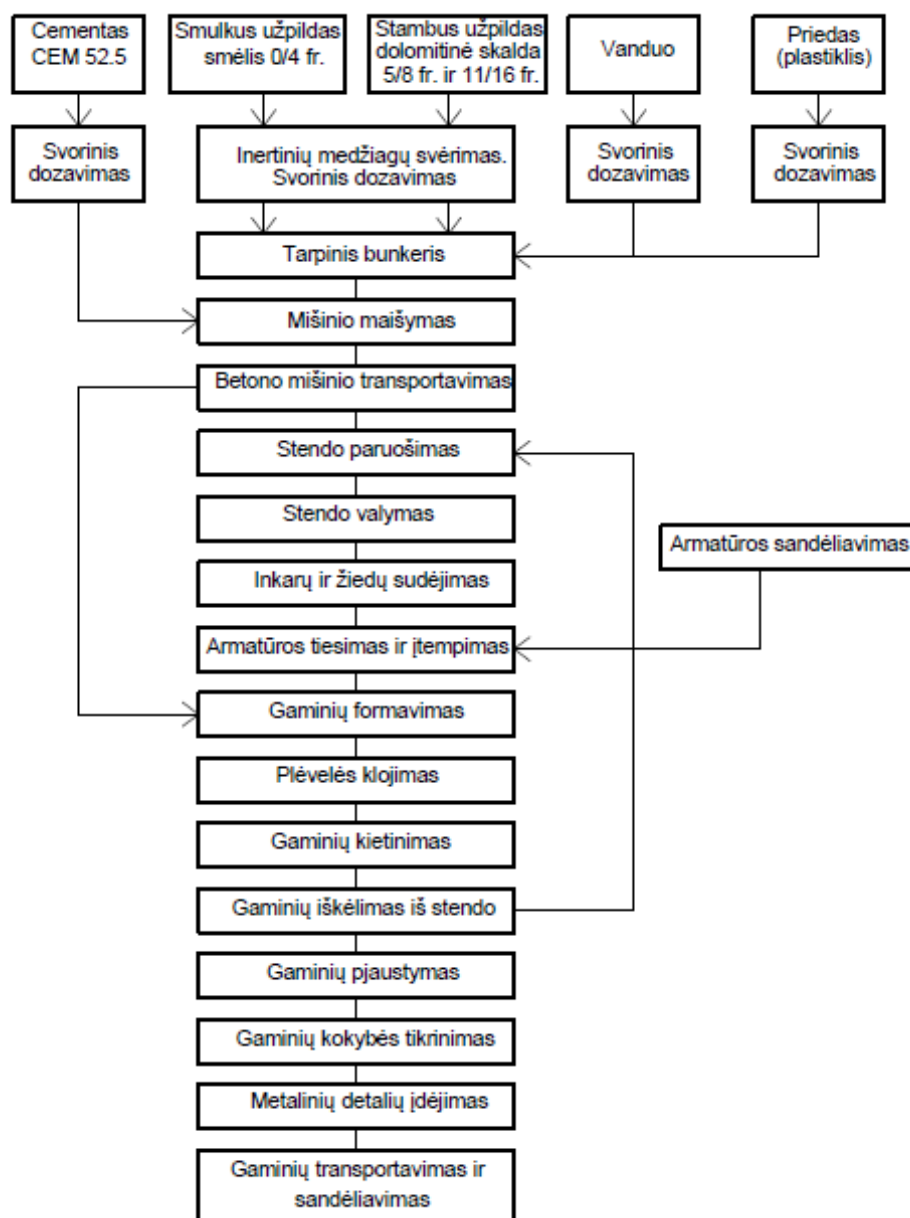 Cementas
CEM 52.5
Smulkus užpildas
smėlis 0/4 fr.
Stambus užpildas
dolomitinė skalda
5/8 fr. ir 11/16 fr.
Vanduo
Priedas
(plastiklis)
Svorinis
dozavimas
Inertinių medžiagų svėrimas.
Svorinis dozavimas
Svorinis
dozavimas
Svorinis
dozavimas
Tarpinis bunkeris
Mišinio maišymas
Betono mišinio transportavimas
Stendo paruošimas
Stendo valymas
Armatūros sandėliavimas
Inkarų ir žiedų sudėjimas
Armatūros tiesimas ir įtempimas
Gaminių formavimas
Plėvelės klojimas
Gaminių kietinimas
Gaminių iškėlimas iš stendo
Gaminių pjaustymas
Gaminių kokybės tikrinimas
Metalinių detalių įdėjimas
Gaminių transportavimas ir
sandėliavimas